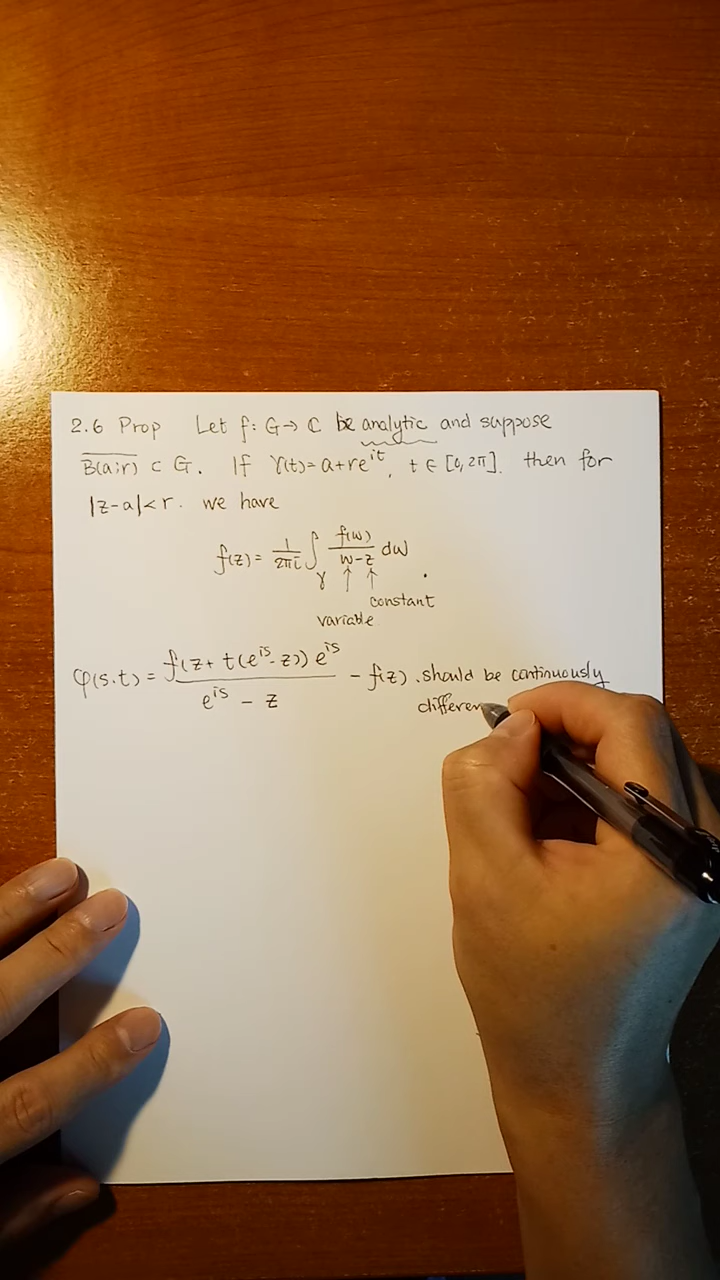 2.6 Prop Let f: G → ℂ be analytic and suppose
B̅(̅a̅;̅r̅)̅ ⊂ G. If γ(t) = a + re^{it}, t ∈ [0, 2π], then for
|z-a| < r. we have
f(z) = 1/2πi ∫_γ f(w)/w-z dw .
constant
variable
φ(s.t) = f(z + t(e^{is} - z)) e^{is} / e^{is} - z - f(z) . should be continuously
differen